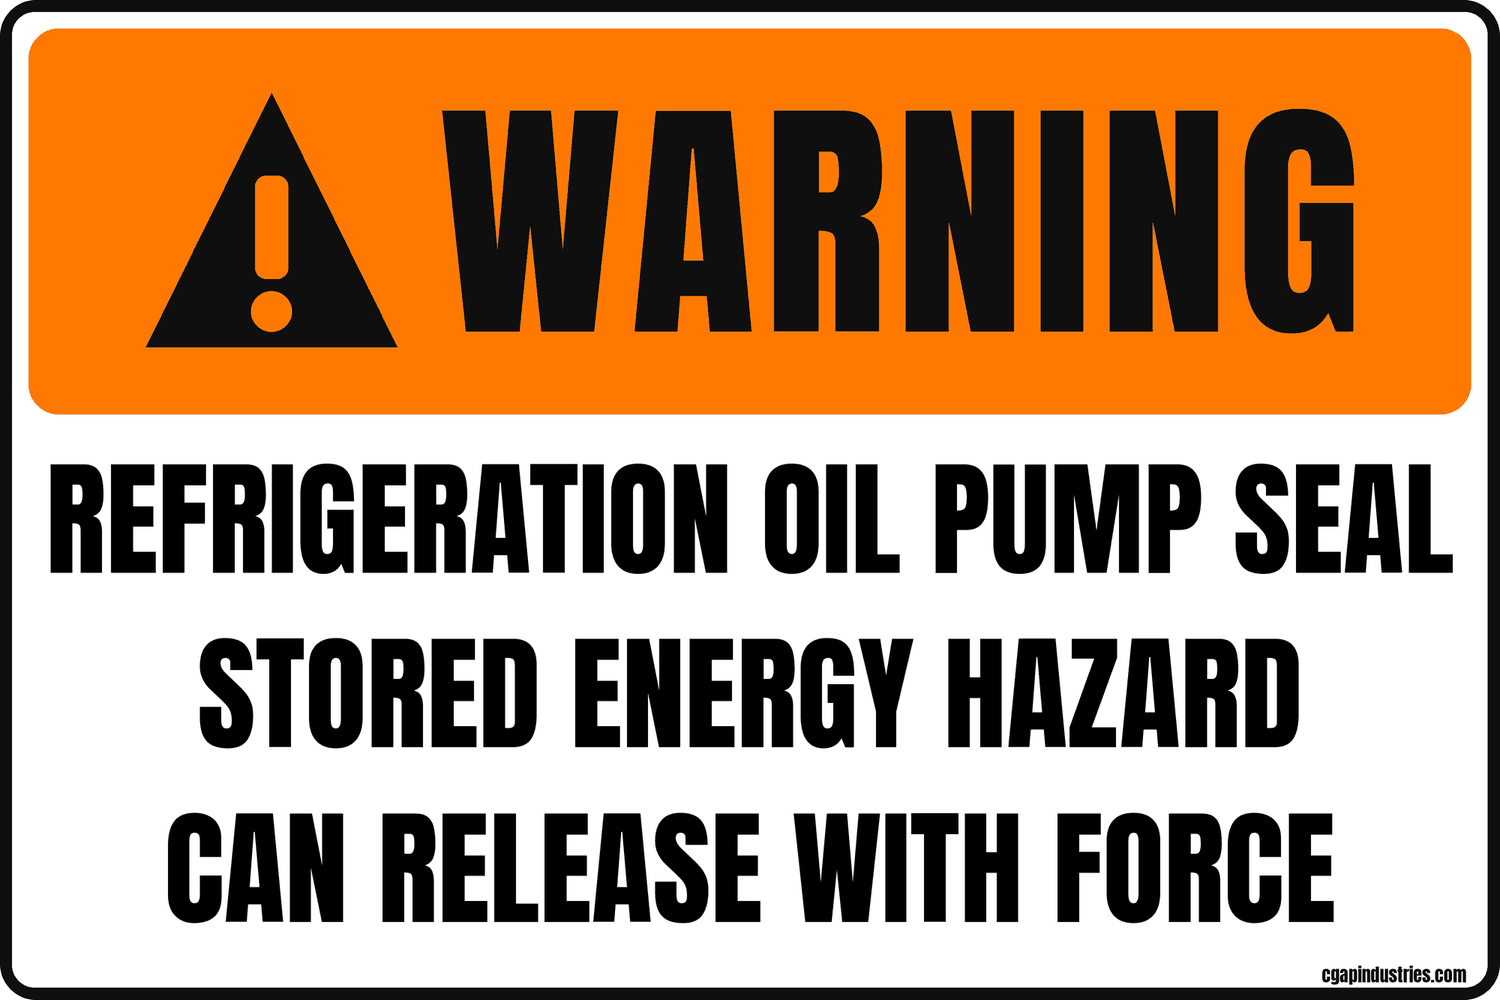 WARNING
REFRIGERATION OIL PUMP SEAL
STORED ENERGY HAZARD
CAN RELEASE WITH FORCE
cgapindustries.com